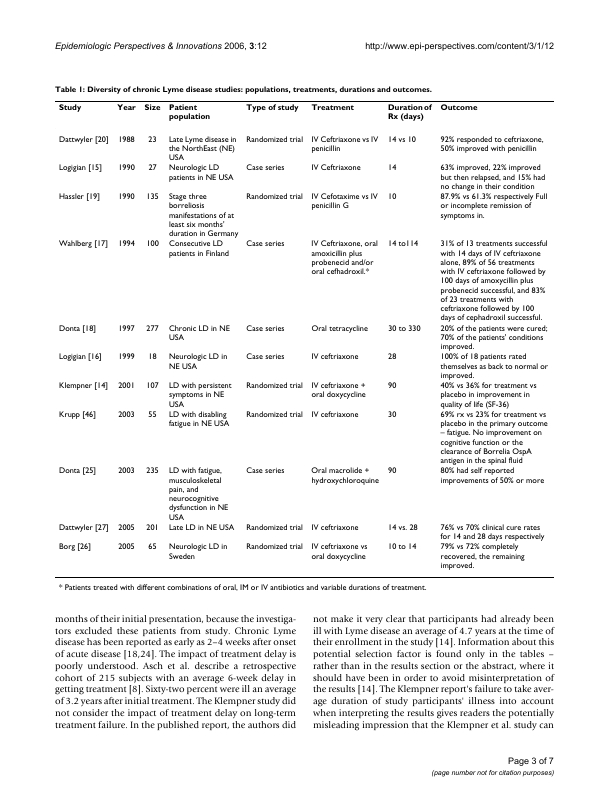 Epidemiologic Perspectives & Innovations 2006, 3:12 http://www.epi-perspectives.com/content/3/1/12
Table 1: Diversity of chronic Lyme disease studies: populations, treatments, durations and outcomes.
Study Year Size Patient population Type of study Treatment Duration of Rx (days) Outcome
Dattwyler [20] 1988 23 Late Lyme disease in the NorthEast (NE) USA Randomized trial IV Ceftriaxone vs IV penicillin 14 vs 10 92% responded to ceftriaxone, 50% improved with penicillin
Logigian [15] 1990 27 Neurologic LD patients in NE USA Case series IV Ceftriaxone 14 63% improved, 22% improved but then relapsed, and 15% had no change in their condition
Hassler [19] 1990 135 Stage three borreliosis manifestations of at least six months' duration in Germany Randomized trial IV Cefotaxime vs IV penicillin G 10 87.9% vs 61.3% respectively Full or incomplete remission of symptoms in.
Wahlberg [17] 1994 100 Consecutive LD patients in Finland Case series IV Ceftriaxone, oral amoxicillin plus probenecid and/or oral cefhadroxil.* 14 to114 31% of 13 treatments successful with 14 days of IV ceftriaxone alone, 89% of 56 treatments with IV ceftriaxone followed by 100 days of amoxycillin plus probenecid successful, and 83% of 23 treatments with ceftriaxone followed by 100 days of cephadroxil successful.
Donta [18] 1997 277 Chronic LD in NE USA Case series Oral tetracycline 30 to 330 20% of the patients were cured; 70% of the patients' conditions improved.
Logigian [16] 1999 18 Neurologic LD in NE USA Case series IV ceftriaxone 28 100% of 18 patients rated themselves as back to normal or improved.
Klempner [14] 2001 107 LD with persistent symptoms in NE USA Randomized trial IV ceftriaxone + oral doxycycline 90 40% vs 36% for treatment vs placebo in improvement in quality of life (SF-36)
Krupp [46] 2003 55 LD with disabling fatigue in NE USA Randomized trial IV ceftriaxone 30 69% rx vs 23% for treatment vs placebo in the primary outcome – fatigue. No improvement on cognitive function or the clearance of Borrelia OspA antigen in the spinal fluid
Donta [25] 2003 235 LD with fatigue, musculoskeletal pain, and neurocognitive dysfunction in NE USA Case series Oral macrolide + hydroxychloroquine 90 80% had self reported improvements of 50% or more
Dattwyler [27] 2005 201 Late LD in NE USA Randomized trial IV ceftriaxone 14 vs. 28 76% vs 70% clinical cure rates for 14 and 28 days respectively
Borg [26] 2005 65 Neurologic LD in Sweden Randomized trial IV ceftriaxone vs oral doxycycline 10 to 14 79% vs 72% completely recovered, the remaining improved.
* Patients treated with different combinations of oral, IM or IV antibiotics and variable durations of treatment.
months of their initial presentation, because the investiga-
tors excluded these patients from study. Chronic Lyme
disease has been reported as early as 2–4 weeks after onset
of acute disease [18,24]. The impact of treatment delay is
poorly understood. Asch et al. describe a retrospective
cohort of 215 subjects with an average 6-week delay in
getting treatment [8]. Sixty-two percent were ill an average
of 3.2 years after initial treatment. The Klempner study did
not consider the impact of treatment delay on long-term
treatment failure. In the published report, the authors did
not make it very clear that participants had already been
ill with Lyme disease an average of 4.7 years at the time of
their enrollment in the study [14]. Information about this
potential selection factor is found only in the tables –
rather than in the results section or the abstract, where it
should have been in order to avoid misinterpretation of
the results [14]. The Klempner report's failure to take aver-
age duration of study participants' illness into account
when interpreting the results gives readers the potentially
misleading impression that the Klempner et al. study can
Page 3 of 7
(page number not for citation purposes)